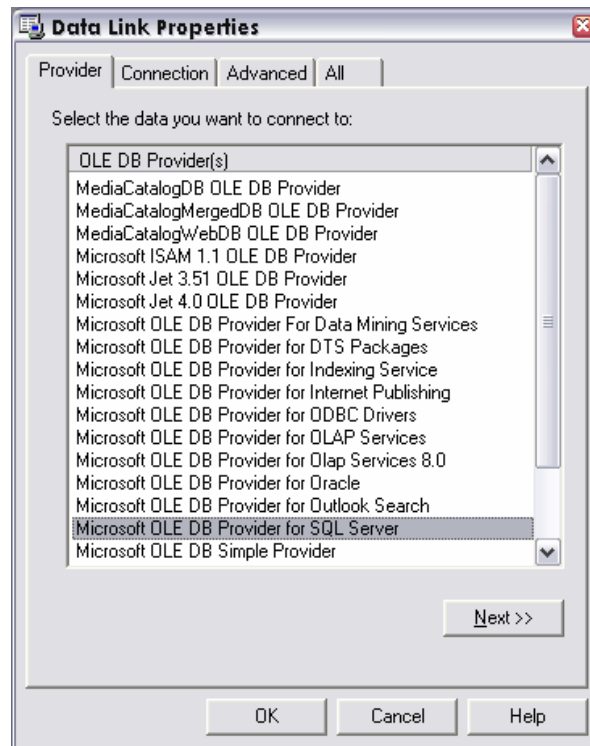 Data Link Properties
Provider Connection Advanced All
Select the data you want to connect to:
OLE DB Provider(s)
MediaCatalogDB OLE DB Provider
MediaCatalogMergedDB OLE DB Provider
MediaCatalogWebDB OLE DB Provider
Microsoft ISAM 1.1 OLE DB Provider
Microsoft Jet 3.51 OLE DB Provider
Microsoft Jet 4.0 OLE DB Provider
Microsoft OLE DB Provider For Data Mining Services
Microsoft OLE DB Provider for DTS Packages
Microsoft OLE DB Provider for Indexing Service
Microsoft OLE DB Provider for Internet Publishing
Microsoft OLE DB Provider for ODBC Drivers
Microsoft OLE DB Provider for OLAP Services
Microsoft OLE DB Provider for Olap Services 8.0
Microsoft OLE DB Provider for Oracle
Microsoft OLE DB Provider for Outlook Search
Microsoft OLE DB Provider for SQL Server
Microsoft OLE DB Simple Provider
Next >>
OK Cancel Help